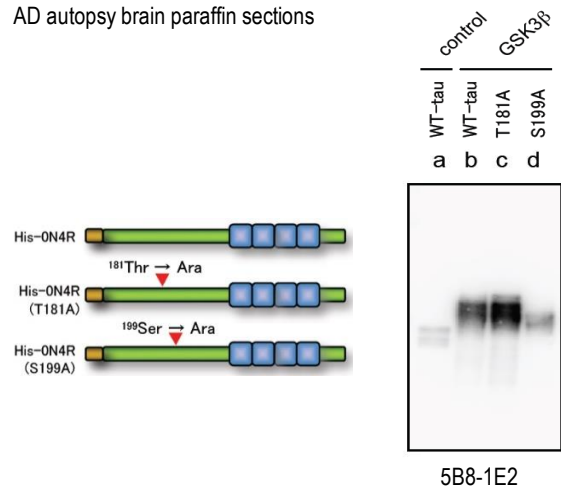 AD autopsy brain paraffin sections
control GSK3β
WT-tau WT-tau T181A S199A
a b c d
His-0N4R
181Thr → Ara
His-0N4R
(T181A)
199Ser → Ara
His-0N4R
(S199A)
5B8-1E2